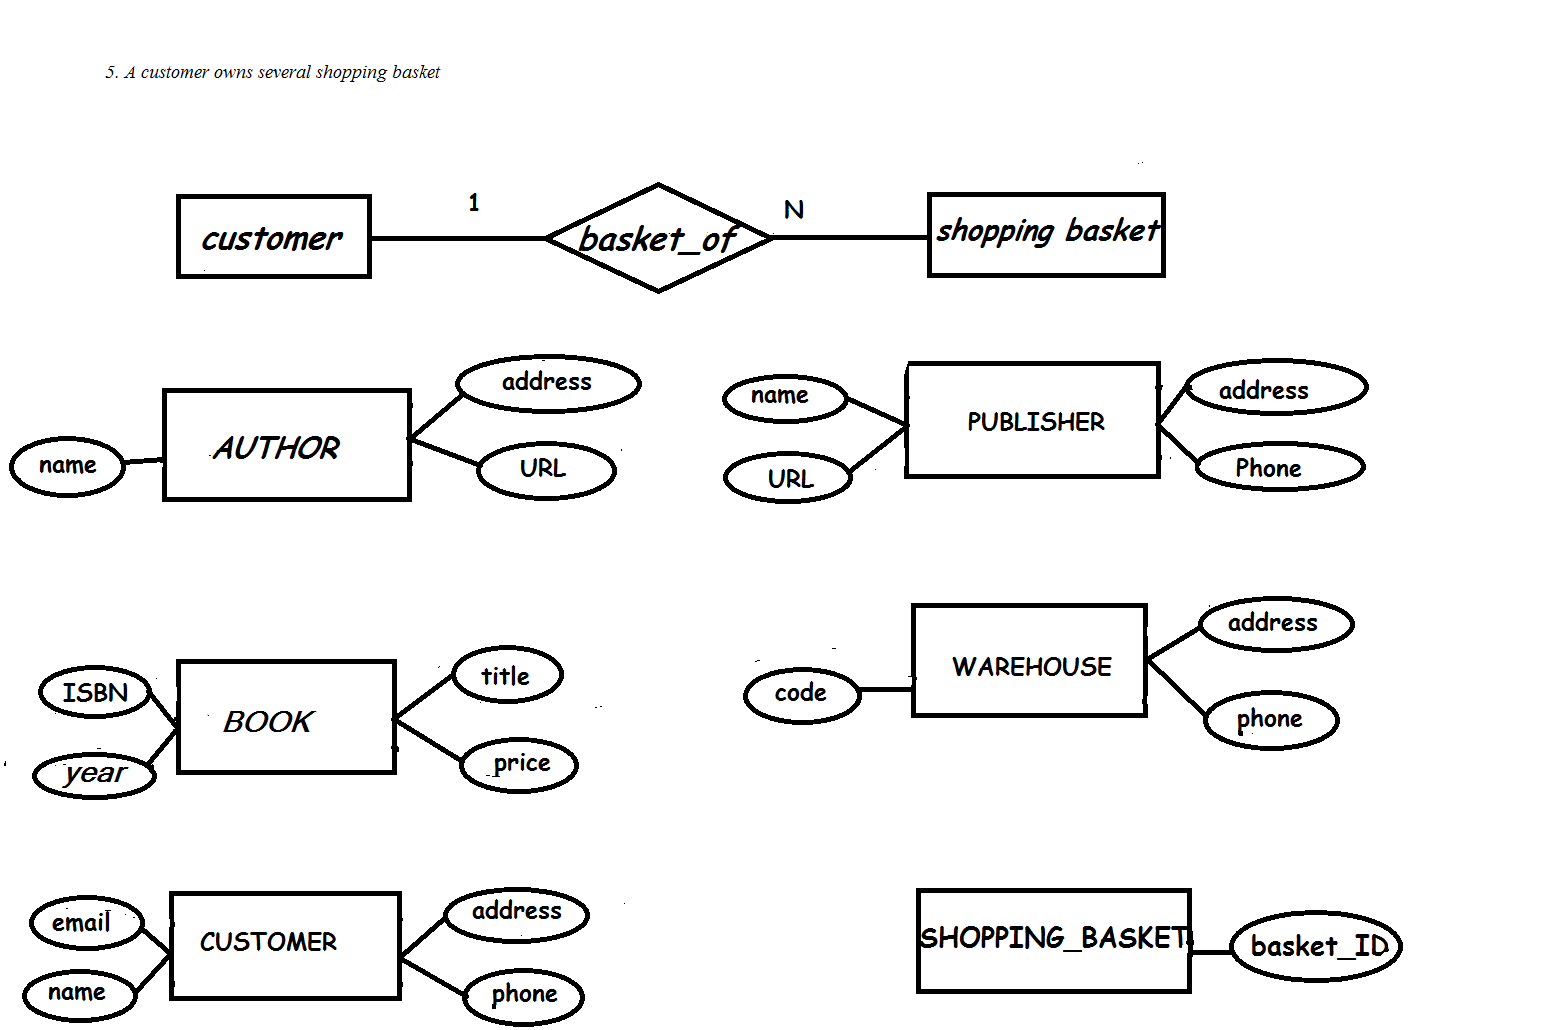 5. A customer owns several shopping basket
customer
1
basket_of
N
shopping basket
name
AUTHOR
address
URL
name
URL
PUBLISHER
address
Phone
ISBN
year
BOOK
title
price
code
WAREHOUSE
address
phone
email
name
CUSTOMER
address
phone
SHOPPING_BASKET
basket_ID